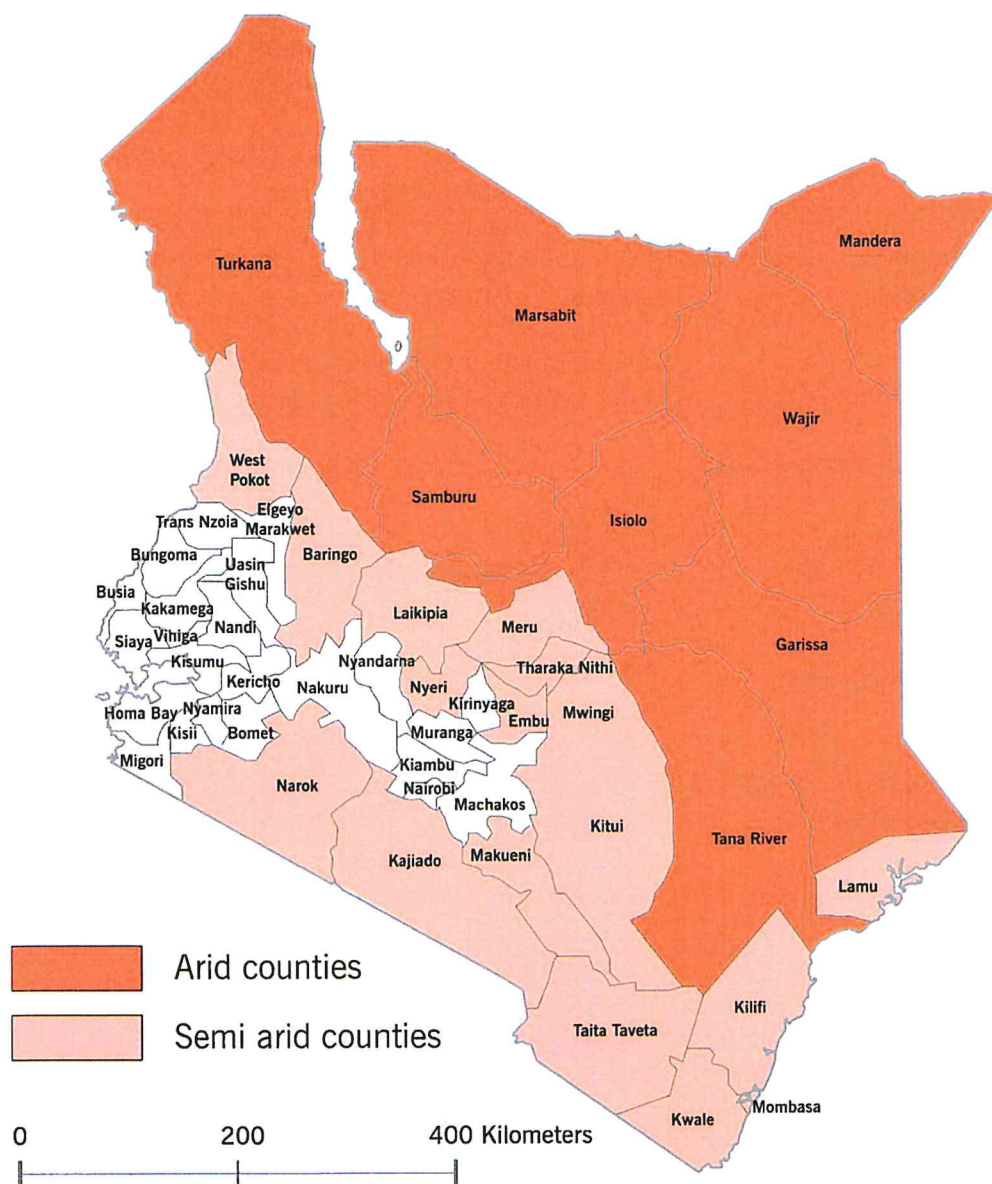 Mandera
Turkana
Marsabit
Wajir
West
Pokot
Samburu
Isiolo
Elgeyo
Marakwet
Trans Nzoia
Bungoma
Baringo
Uasin
Gishu
Busia
Kakamega
Laikipia
Meru
Nandi
Siaya
Vihiga
Garissa
Kisumu
Nyandarna
Tharaka Nithi
Kericho
Nakuru
Nyeri
Kirinyaga
Mwingi
Homa Bay
Nyamira
Embu
Kisii
Bomet
Muranga
Migori
Kiambu
Narok
Nairobi
Machakos
Kitui
Tana River
Kajiado
Makueni
Lamu
Arid counties
Semi arid counties
Kilifi
Taita Taveta
Mombasa
Kwale
0 200 400 Kilometers